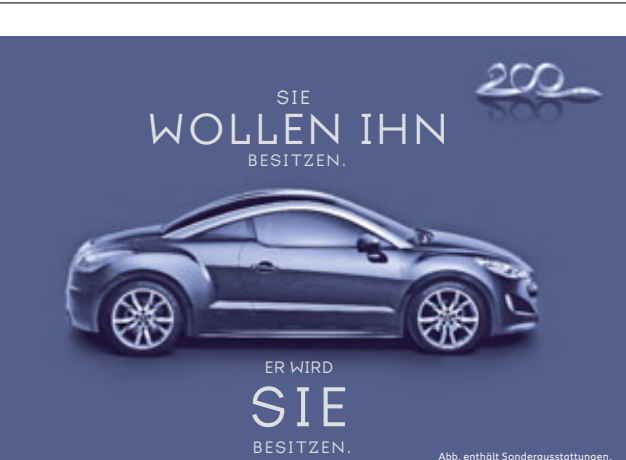 200
SIE
WOLLEN IHN
BESITZEN.
ER WIRD
SIE
BESITZEN.
Abb. enthält Sonderausstattungen.